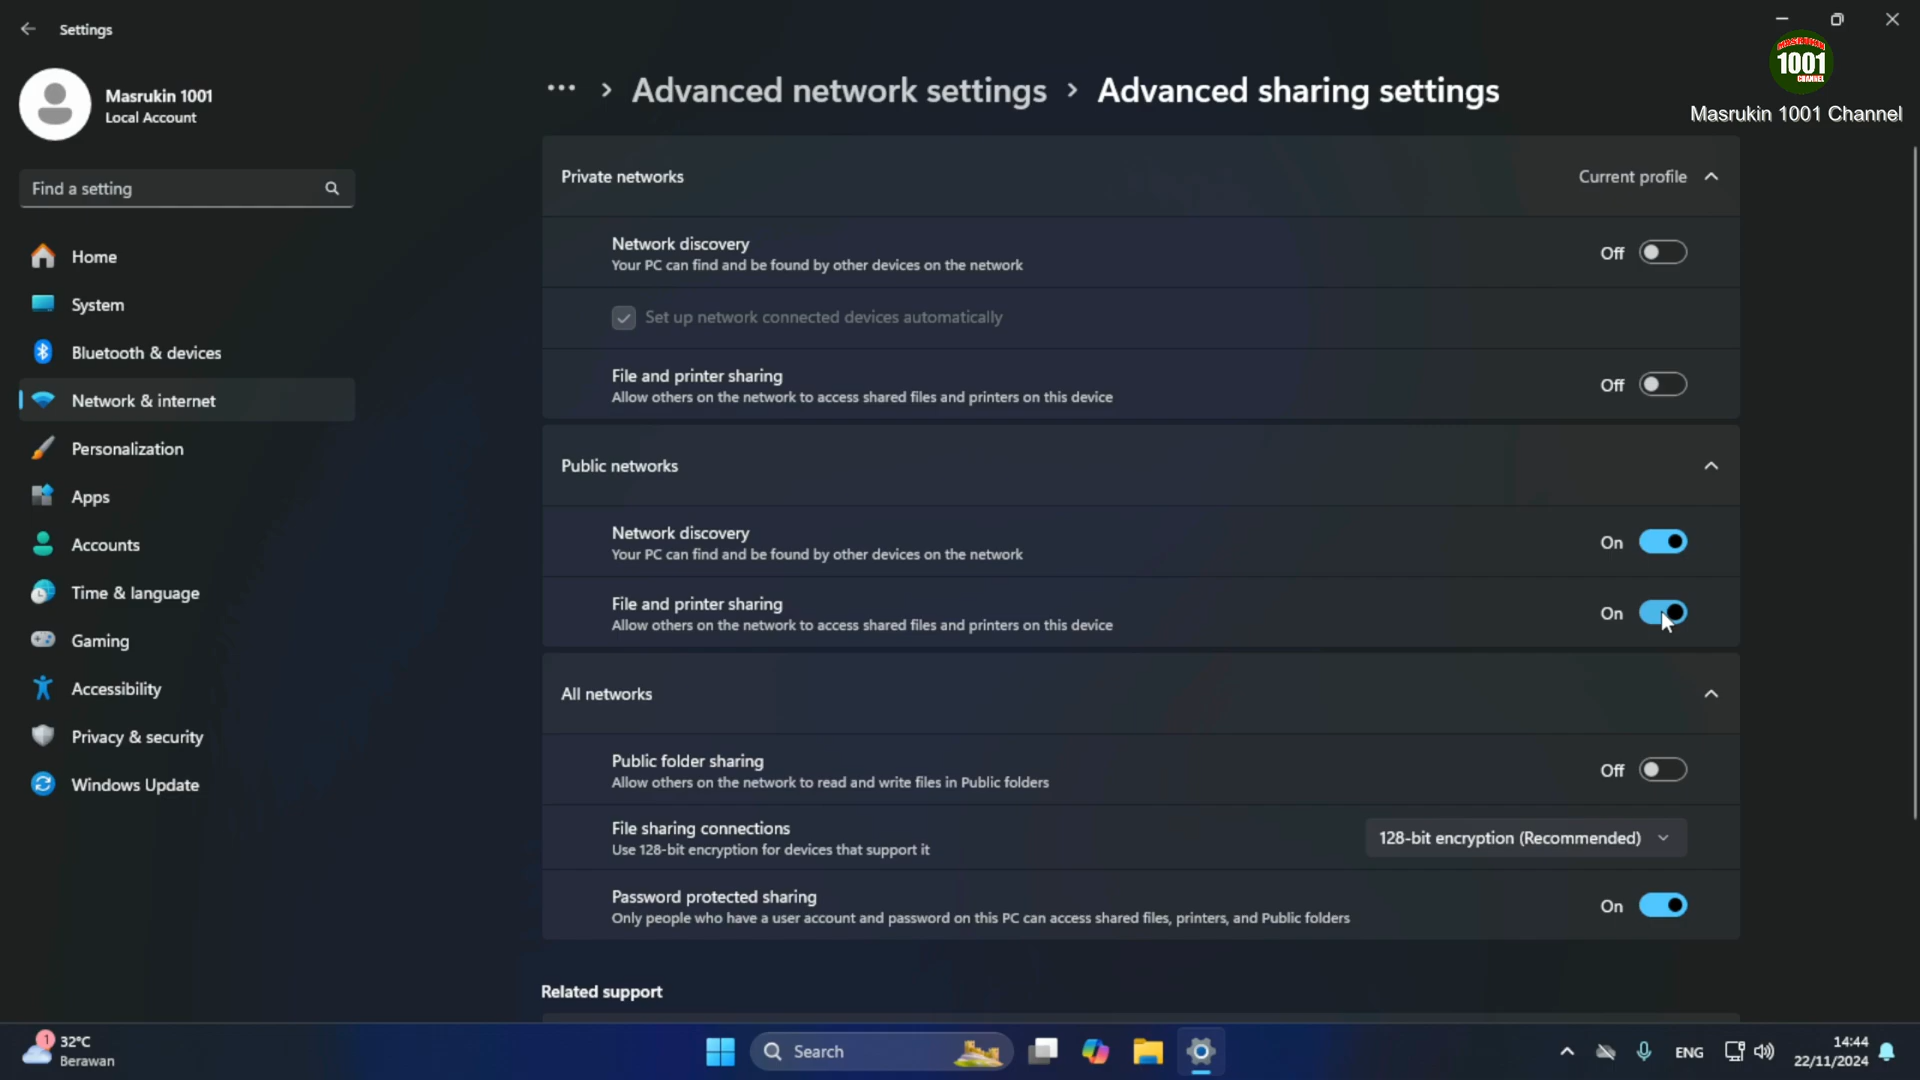 Settings
MASRUKIN
1001
CHANNEL
Masrukin 1001 Channel
Masrukin 1001
Local Account
Find a setting
Home
System
Bluetooth & devices
Network & internet
Personalization
Apps
Accounts
Time & language
Gaming
Accessibility
Privacy & security
Windows Update
... > Advanced network settings > Advanced sharing settings
Private networks Current profile
Network discovery
Your PC can find and be found by other devices on the network
Off
Set up network connected devices automatically
File and printer sharing
Allow others on the network to access shared files and printers on this device
Off
Public networks
Network discovery
Your PC can find and be found by other devices on the network
On
File and printer sharing
Allow others on the network to access shared files and printers on this device
On
All networks
Public folder sharing
Allow others on the network to read and write files in Public folders
Off
File sharing connections
Use 128-bit encryption for devices that support it
128-bit encryption (Recommended)
Password protected sharing
Only people who have a user account and password on this PC can access shared files, printers, and Public folders
On
Related support
1
32°C
Berawan
Search
ENG
14:44
22/11/2024